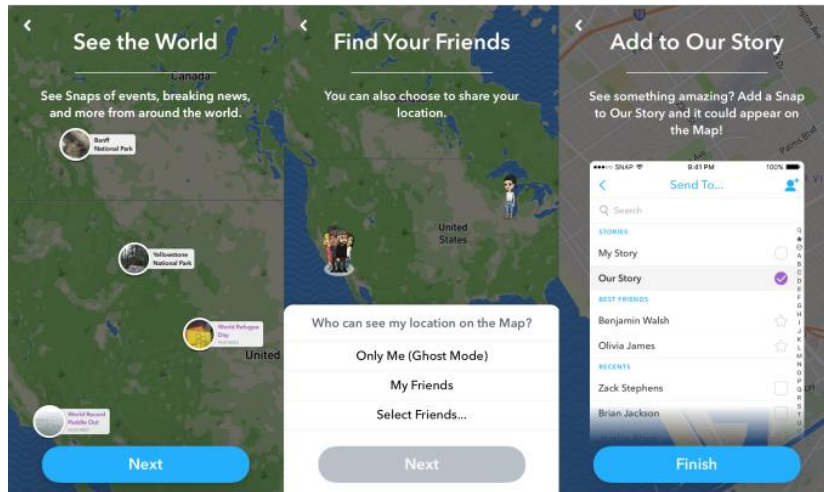 See the World
Canada
See Snaps of events, breaking news,
and more from around the world.
Banff
National Park
Yellowstone
National Park
World Refugee
Day
United
World Record
Paddle Out
Next
Find Your Friends
You can also choose to share your
location.
United
States
Who can see my location on the Map?
Only Me (Ghost Mode)
My Friends
Select Friends...
Next
Add to Our Story
See something amazing? Add a Snap
to Our Story and it could appear on
the Map!
SNAP 9:41 PM 100%
Send To...
Search
STORIES
My Story
Our Story
BEST FRIENDS
Benjamin Walsh
Olivia James
RECENTS
Zack Stephens
Brian Jackson
A
B
C
D
E
F
G
H
I
J
K
L
M
N
O
P
Q
R
S
T
U
Finish